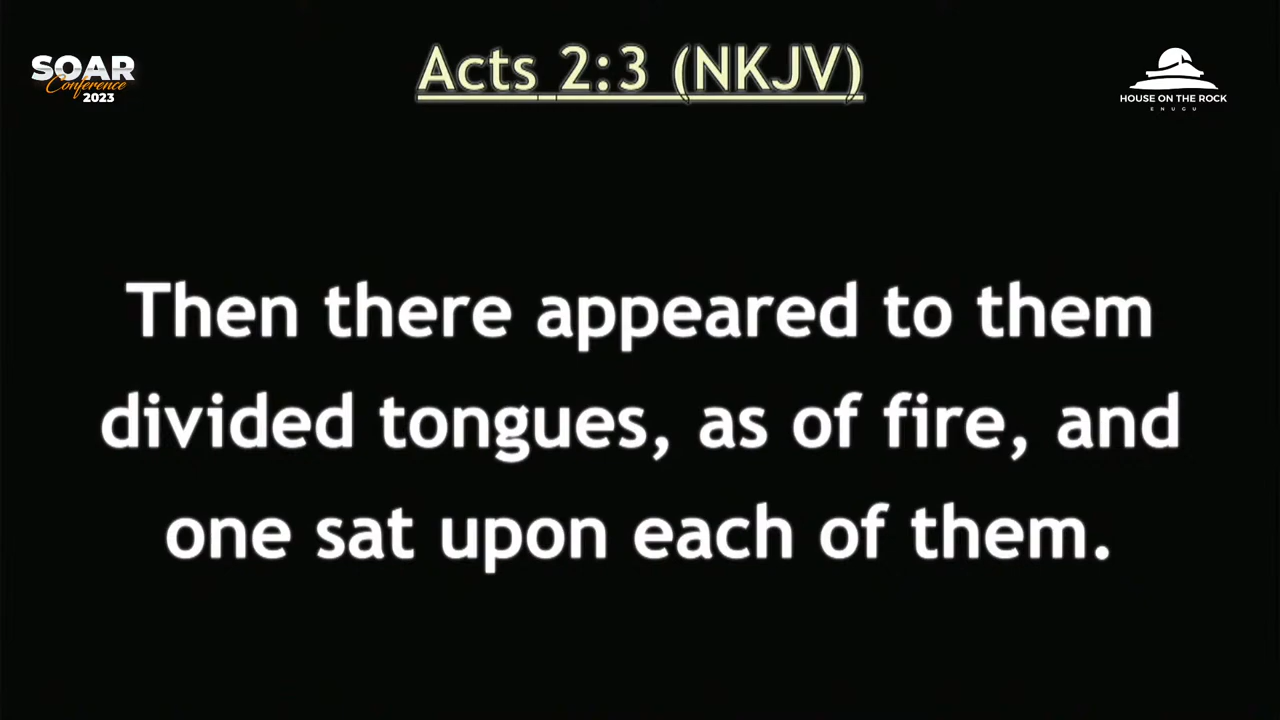 SOAR
Conference
2023
Acts 2:3 (NKJV)
HOUSE ON THE ROCK
ENUGU
Then there appeared to them
divided tongues, as of fire, and
one sat upon each of them.